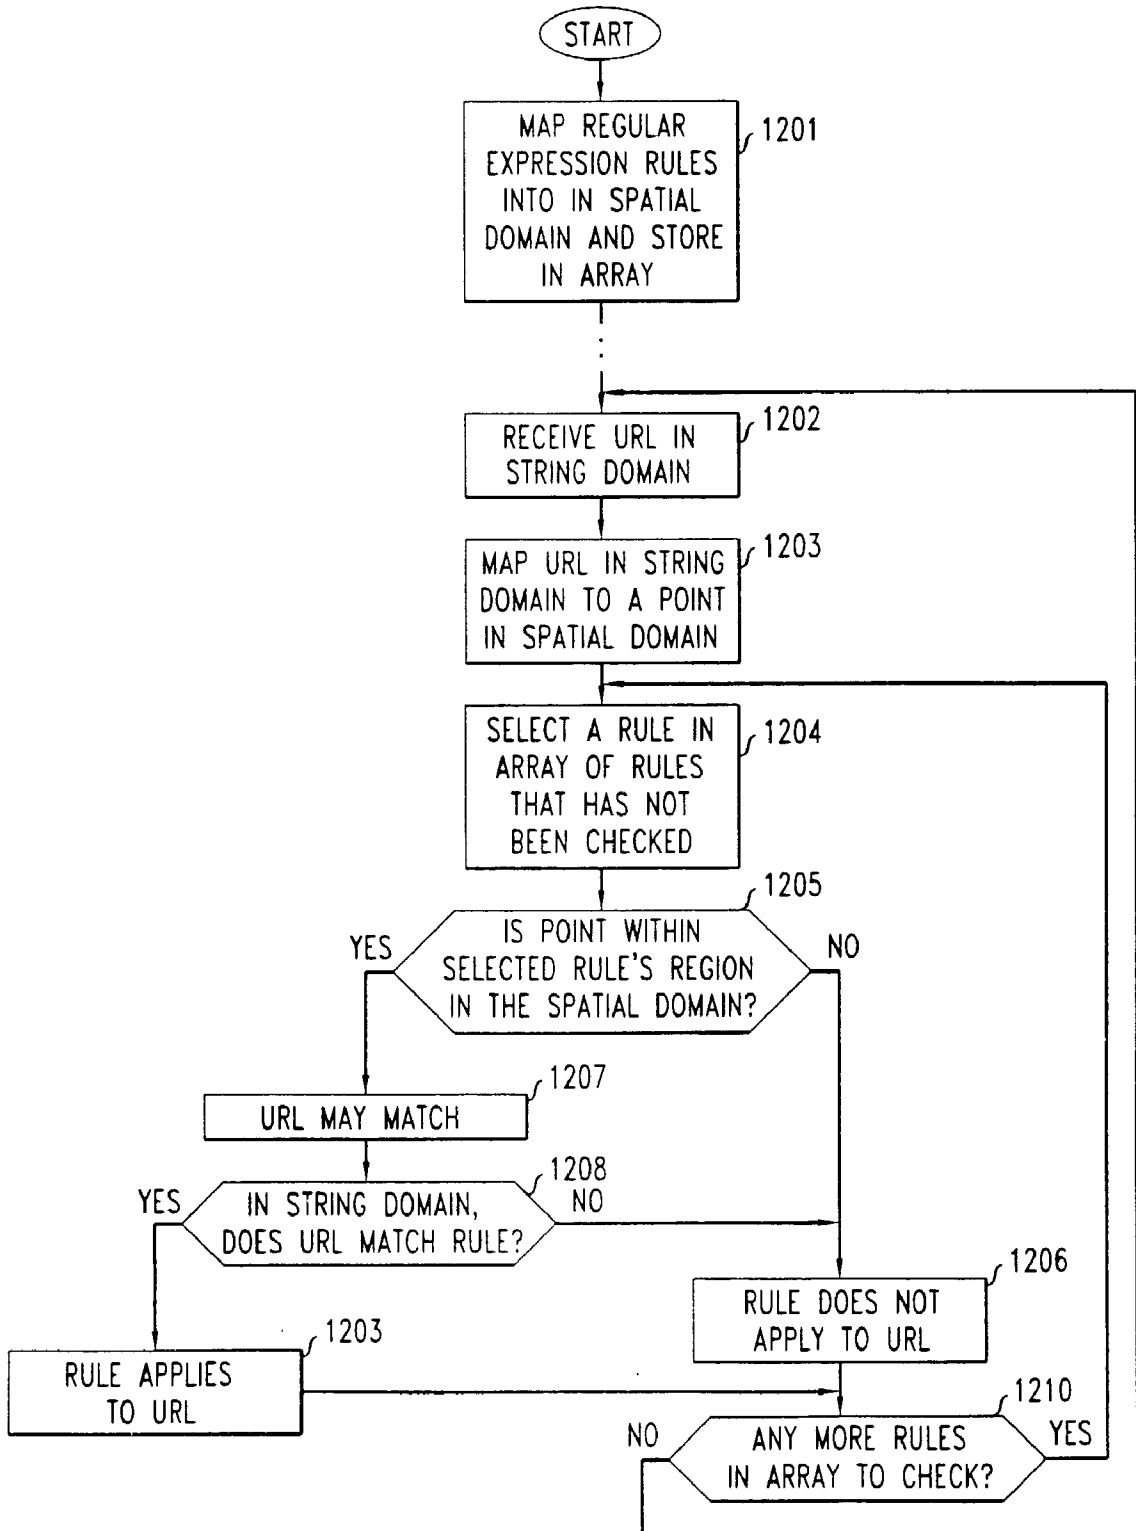 START
MAP REGULAR
EXPRESSION RULES
INTO IN SPATIAL
DOMAIN AND STORE
IN ARRAY
1201
RECEIVE URL IN
STRING DOMAIN
1202
MAP URL IN STRING
DOMAIN TO A POINT
IN SPATIAL DOMAIN
1203
SELECT A RULE IN
ARRAY OF RULES
THAT HAS NOT
BEEN CHECKED
1204
1205
IS POINT WITHIN
SELECTED RULE'S REGION
IN THE SPATIAL DOMAIN?
YES
NO
1207
URL MAY MATCH
1208
IN STRING DOMAIN,
DOES URL MATCH RULE?
YES
NO
1206
RULE DOES NOT
APPLY TO URL
1203
RULE APPLIES
TO URL
1210
ANY MORE RULES
IN ARRAY TO CHECK?
NO
YES